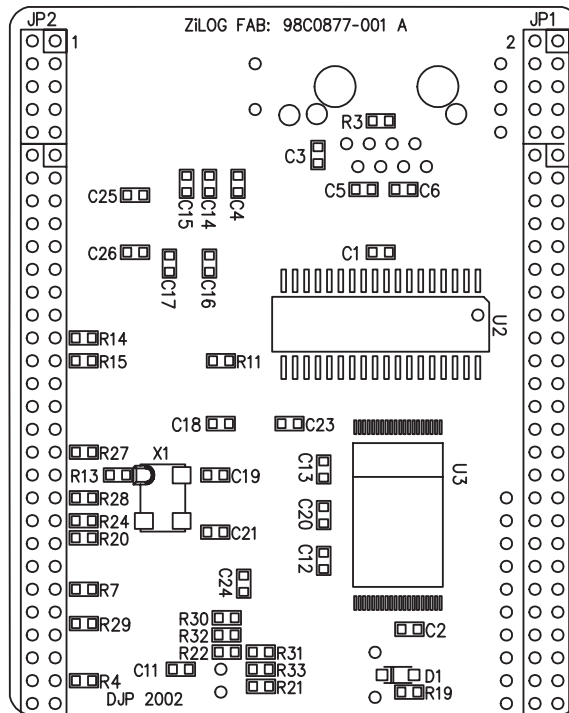 JP2
ZiLOG FAB: 98C0877-001 A
JP1
1
2
R3
C3
C5
C6
C25
C15
C14
C4
C26
C17
C16
C1
U2
R14
R15
R11
C18
C23
R27
X1
R13
C19
C13
U3
R28
R24
R20
C21
C20
C12
R7
C24
R29
R30
R32
R22
R31
C2
C11
R33
R4
R21
D1
R19
DJP 2002